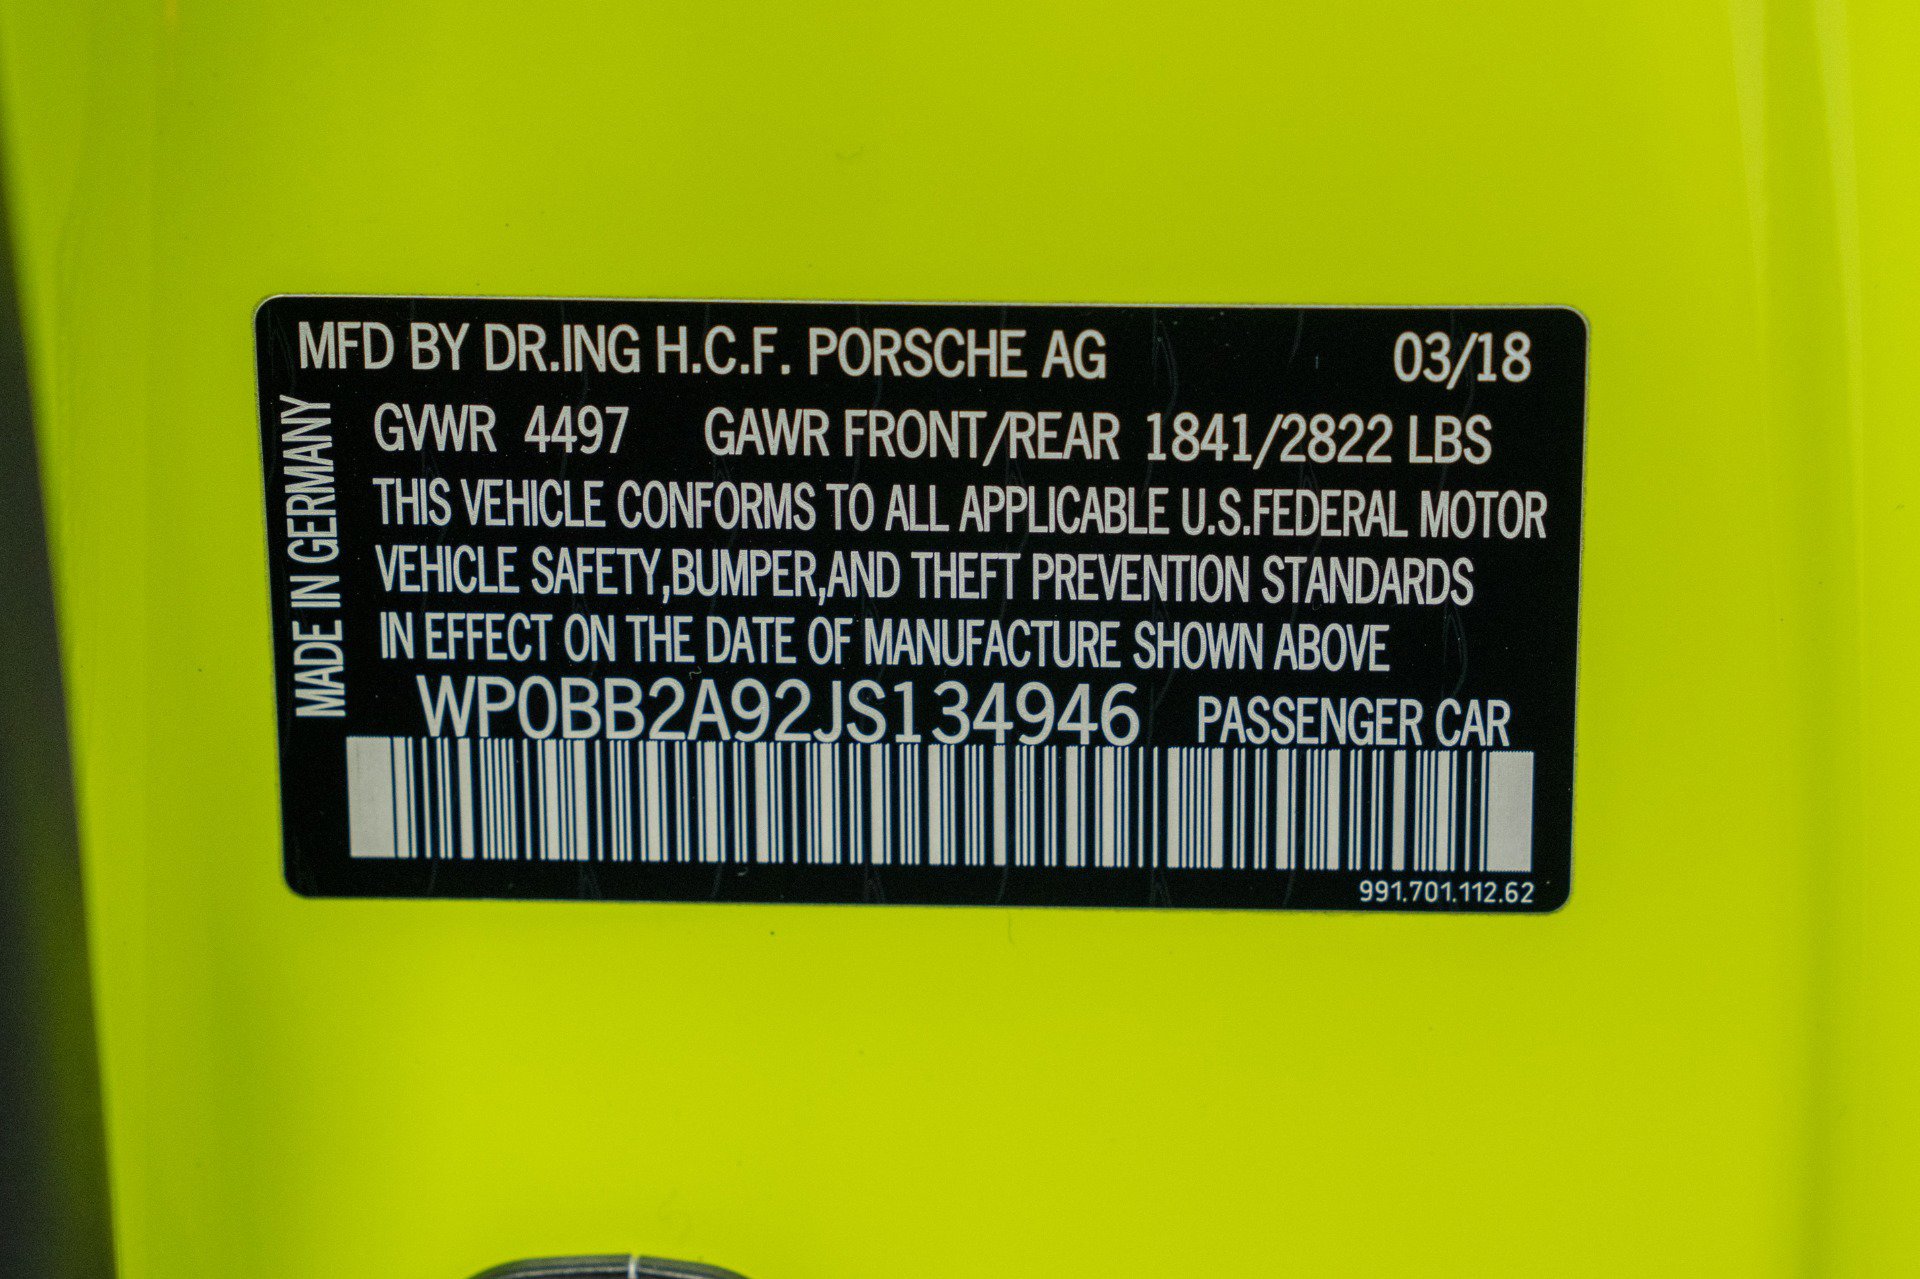 MFD BY DR.ING H.C.F. PORSCHE AG 03/18
GVWR 4497 GAWR FRONT/REAR 1841/2822 LBS
THIS VEHICLE CONFORMS TO ALL APPLICABLE U.S.FEDERAL MOTOR
VEHICLE SAFETY,BUMPER,AND THEFT PREVENTION STANDARDS
IN EFFECT ON THE DATE OF MANUFACTURE SHOWN ABOVE
MADE IN GERMANY
WP0BB2A92JS134946 PASSENGER CAR
991.701.112.62